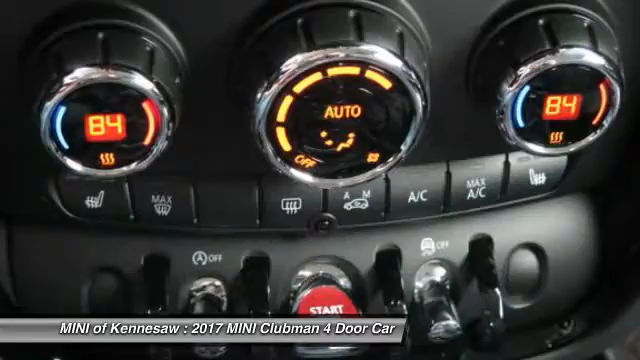 84
AUTO
OFF
84
MAX
A M
A/C
MAX
A/C
OFF
OFF
START
MINI of Kennesaw : 2017 MINI Clubman 4 Door Car